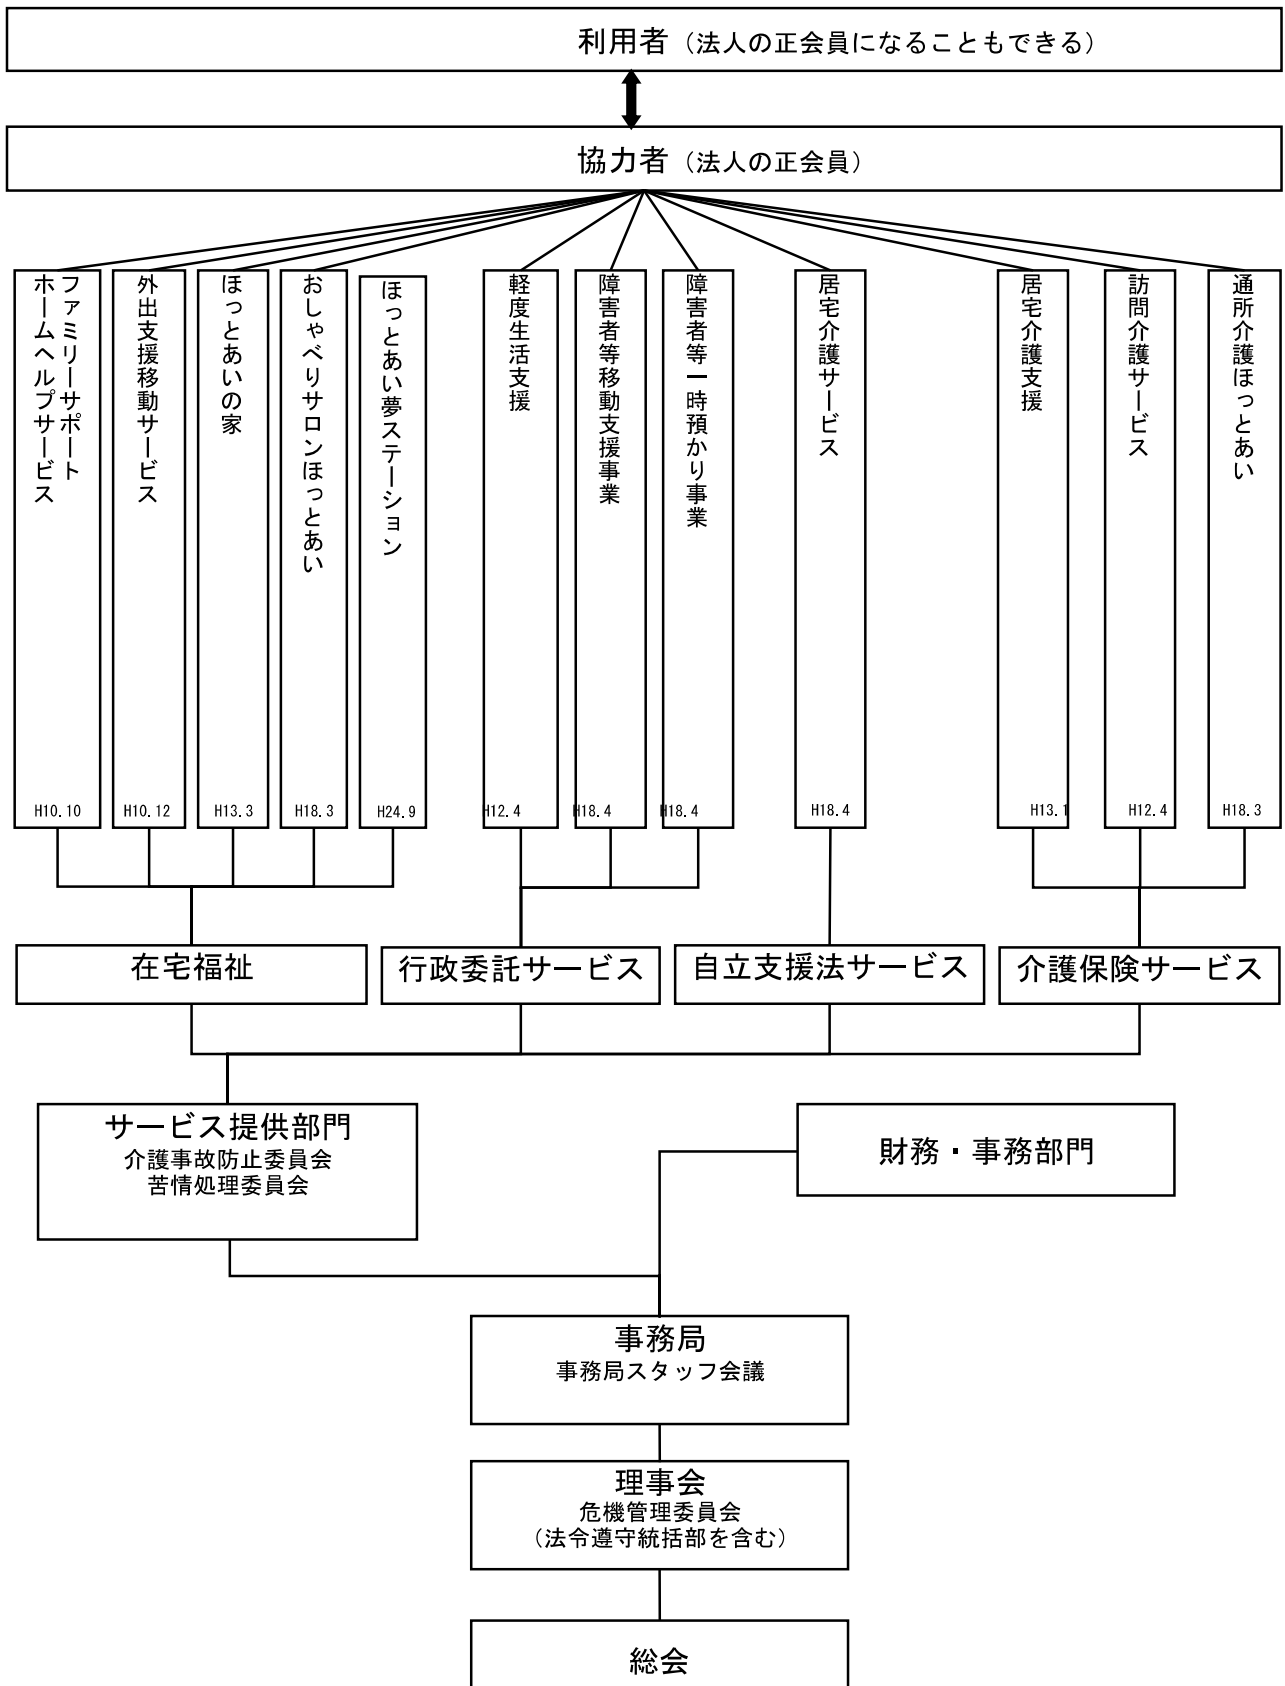 利用者（法人の正会員になることもできる）
協力者（法人の正会員）
ファミリーサポート
ホームヘルプサービス
H10.10
外出支援移動サービス
H10.12
ほっとあいの家
H13.3
おしゃべりサロンほっとあい
H18.3
ほっとあい夢ステーション
H24.9
軽度生活支援
H12.4
障害者等移動支援事業
H18.4
障害者等一時預かり事業
H18.4
居宅介護サービス
H18.4
居宅介護支援
H13.1
訪問介護サービス
H12.4
通所介護ほっとあい
H18.3
在宅福祉
行政委託サービス
自立支援法サービス
介護保険サービス
サービス提供部門
介護事故防止委員会
苦情処理委員会
財務・事務部門
事務局
事務局スタッフ会議
理事会
危機管理委員会
（法令遵守統括部を含む）
総会